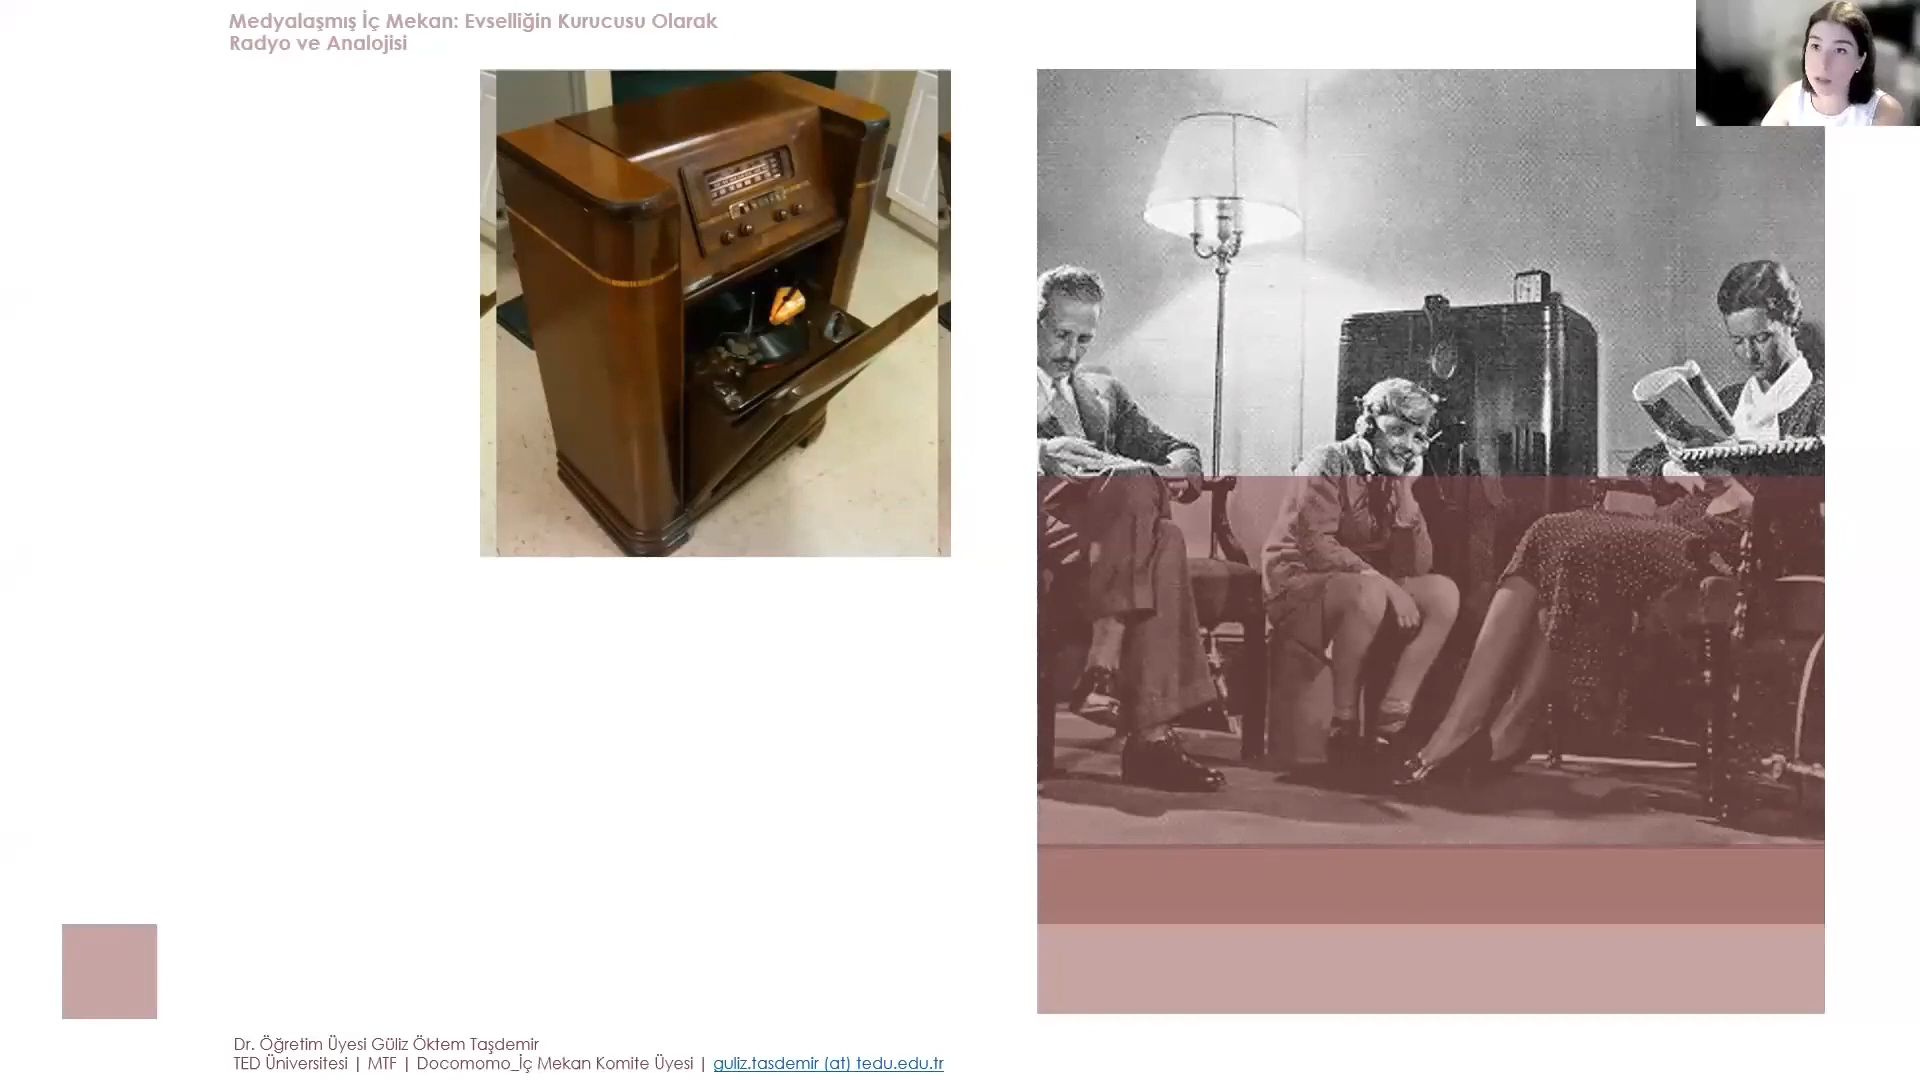 Medyalaşmış İç Mekan: Evselliğin Kurucusu Olarak
Radyo ve Analojisi
Dr. Öğretim Üyesi Güliz Öktem Taşdemir
TED Üniversitesi | MTF | Docomomo_İç Mekan Komite Üyesi | guliz.tasdemir (at) tedu.edu.tr